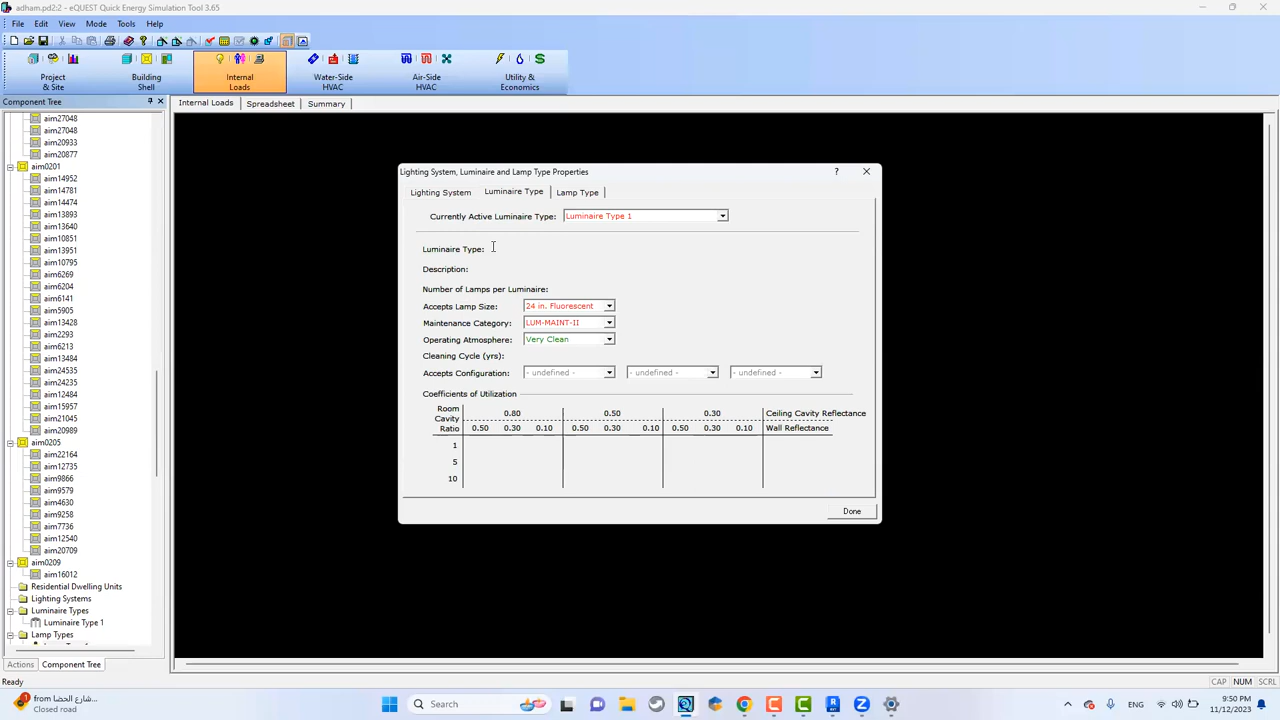 adham.pd2:2 - eQUEST Quick Energy Simulation Tool 3.65
File Edit View Mode Tools Help
Project & Site
Building Shell
Internal Loads
Water-Side HVAC
Air-Side HVAC
Utility & Economics
Component Tree
Internal Loads Spreadsheet Summary
aim27048
aim27048
aim20933
aim20877
aim0201
aim14952
aim14781
aim14474
aim13893
aim13640
aim10851
aim13951
aim10795
aim6269
aim6204
aim6141
aim5905
aim13428
aim2293
aim6213
aim13484
aim24535
aim24235
aim12484
aim15957
aim21045
aim20989
aim0205
aim22164
aim12735
aim9866
aim9579
aim4630
aim9258
aim7736
aim12540
aim20709
aim0209
aim16012
Residential Dwelling Units
Lighting Systems
Luminaire Types
Luminaire Type 1
Lamp Types
Actions Component Tree
Lighting System, Luminaire and Lamp Type Properties
Lighting System Luminaire Type Lamp Type
Currently Active Luminaire Type: Luminaire Type 1
Luminaire Type:
Description:
Number of Lamps per Luminaire:
Accepts Lamp Size: 24 in. Fluorescent
Maintenance Category: LUM-MAINT-II
Operating Atmosphere: Very Clean
Cleaning Cycle (yrs):
Accepts Configuration: - undefined - - undefined - - undefined -
Coefficients of Utilization
Room Cavity Ratio
0.80 0.50 0.30 Ceiling Cavity Reflectance
0.50 0.30 0.10 0.50 0.30 0.10 0.50 0.30 0.10 Wall Reflectance
1
5
10
Done
Ready
CAP NUM SCRL
شارع الحضا from
Closed road
Search
ENG
9:50 PM
11/12/2023